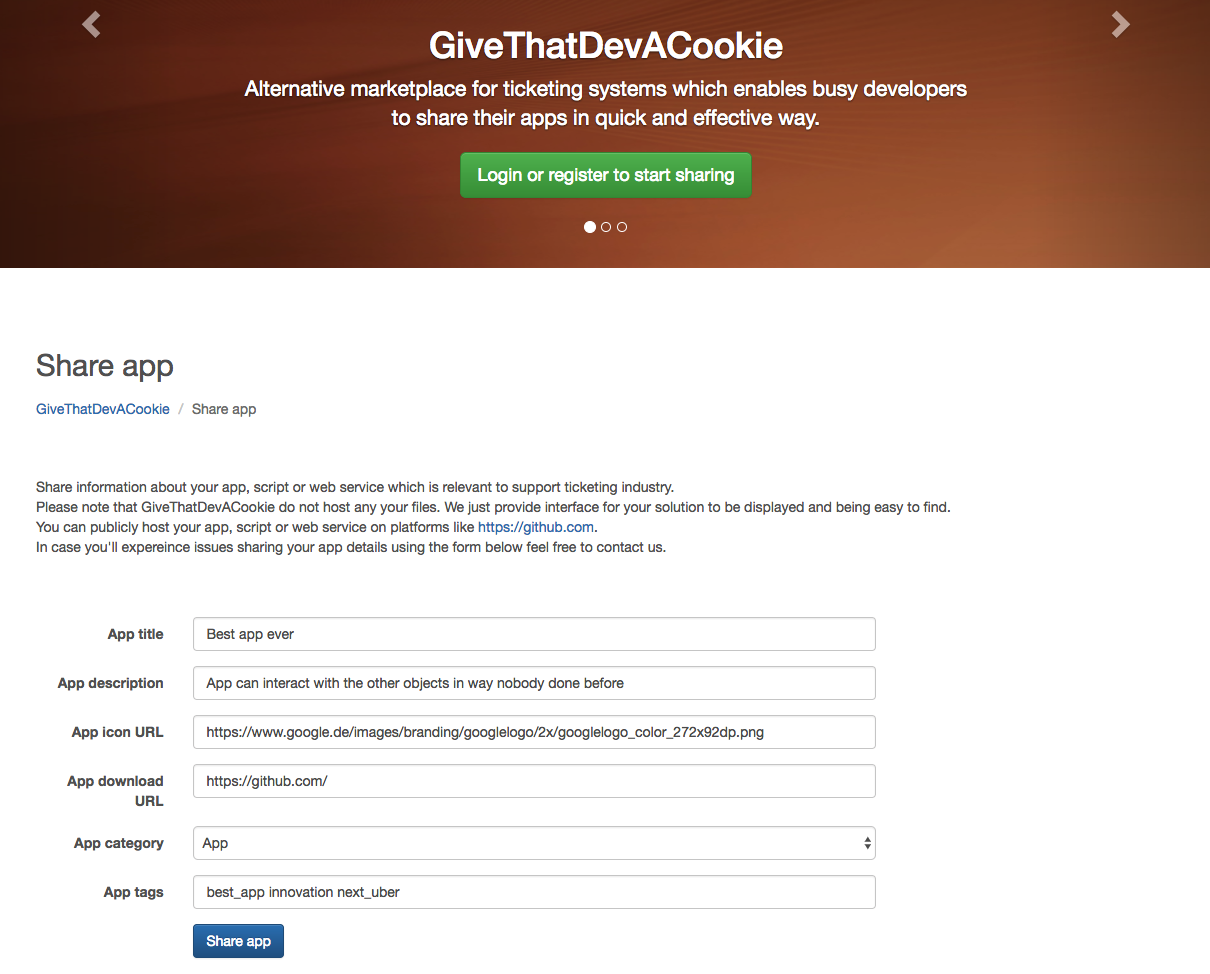 GiveThatDevACookie
Alternative marketplace for ticketing systems which enables busy developers
to share their apps in quick and effective way.
Login or register to start sharing
Share app
GiveThatDevACookie / Share app
Share information about your app, script or web service which is relevant to support ticketing industry.
Please note that GiveThatDevACookie do not host any your files. We just provide interface for your solution to be displayed and being easy to find.
You can publicly host your app, script or web service on platforms like https://github.com.
In case you'll expereince issues sharing your app details using the form below feel free to contact us.
App title Best app ever
App description App can interact with the other objects in way nobody done before
App icon URL https://www.google.de/images/branding/googlelogo/2x/googlelogo_color_272x92dp.png
App download https://github.com/
URL
App category App
App tags best_app innovation next_uber
Share app